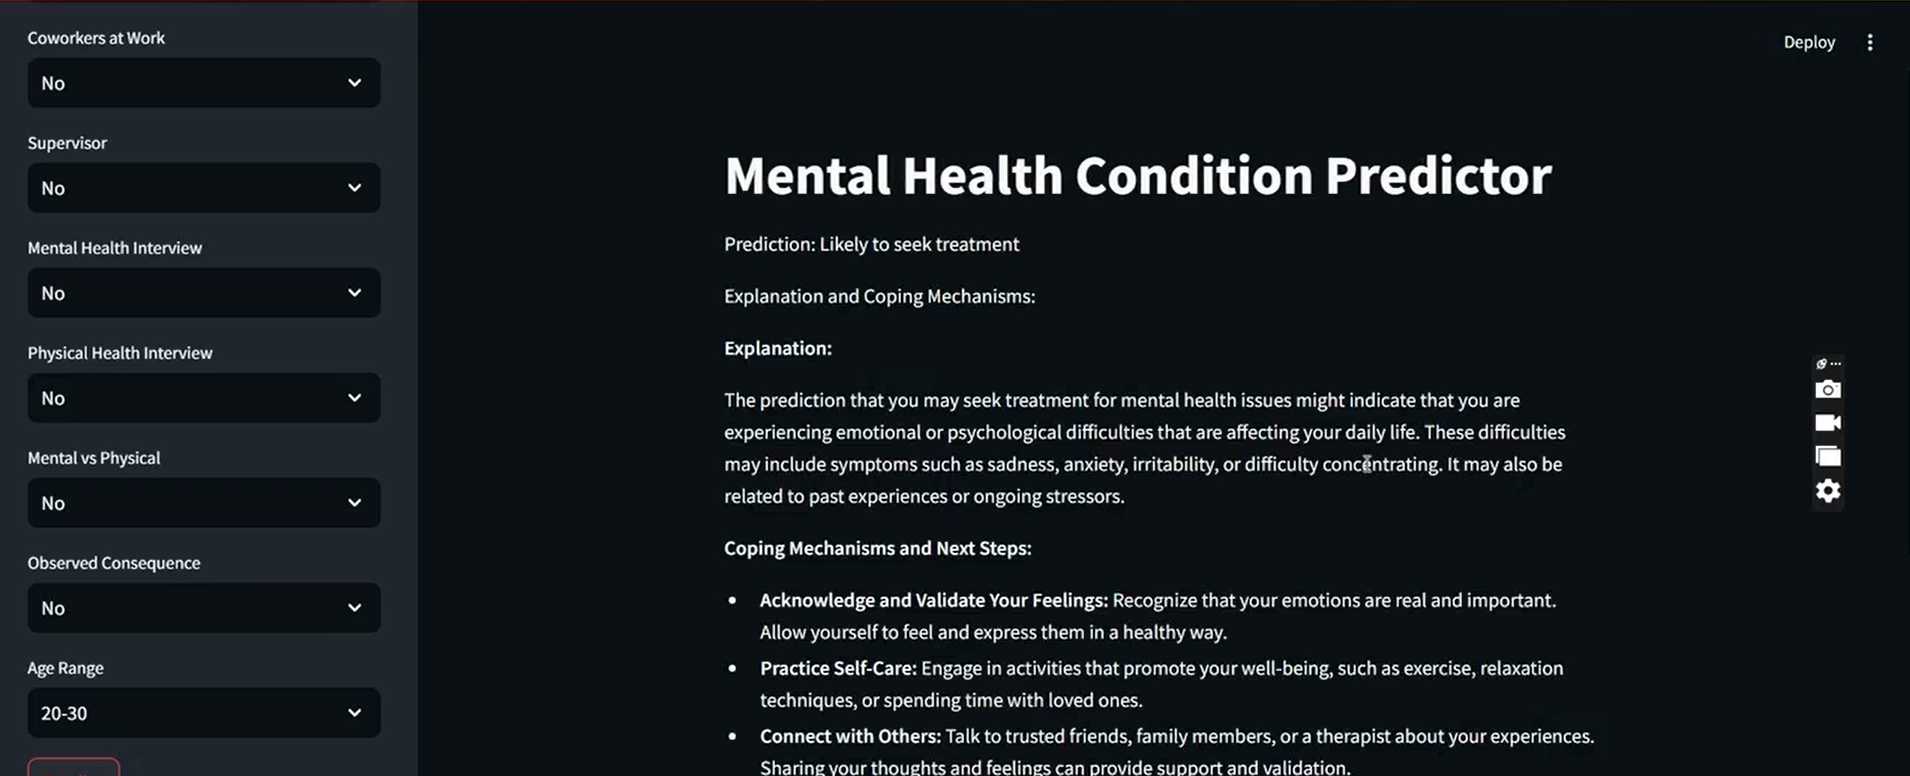 Coworkers at Work
No
Supervisor
No
Mental Health Interview
No
Physical Health Interview
No
Mental vs Physical
No
Observed Consequence
No
Age Range
20-30
Deploy
Mental Health Condition Predictor
Prediction: Likely to seek treatment
Explanation and Coping Mechanisms:
Explanation:
The prediction that you may seek treatment for mental health issues might indicate that you are
experiencing emotional or psychological difficulties that are affecting your daily life. These difficulties
may include symptoms such as sadness, anxiety, irritability, or difficulty concentrating. It may also be
related to past experiences or ongoing stressors.
Coping Mechanisms and Next Steps:
• Acknowledge and Validate Your Feelings: Recognize that your emotions are real and important.
Allow yourself to feel and express them in a healthy way.
• Practice Self-Care: Engage in activities that promote your well-being, such as exercise, relaxation
techniques, or spending time with loved ones.
• Connect with Others: Talk to trusted friends, family members, or a therapist about your experiences.
Sharing your thoughts and feelings can provide support and validation.